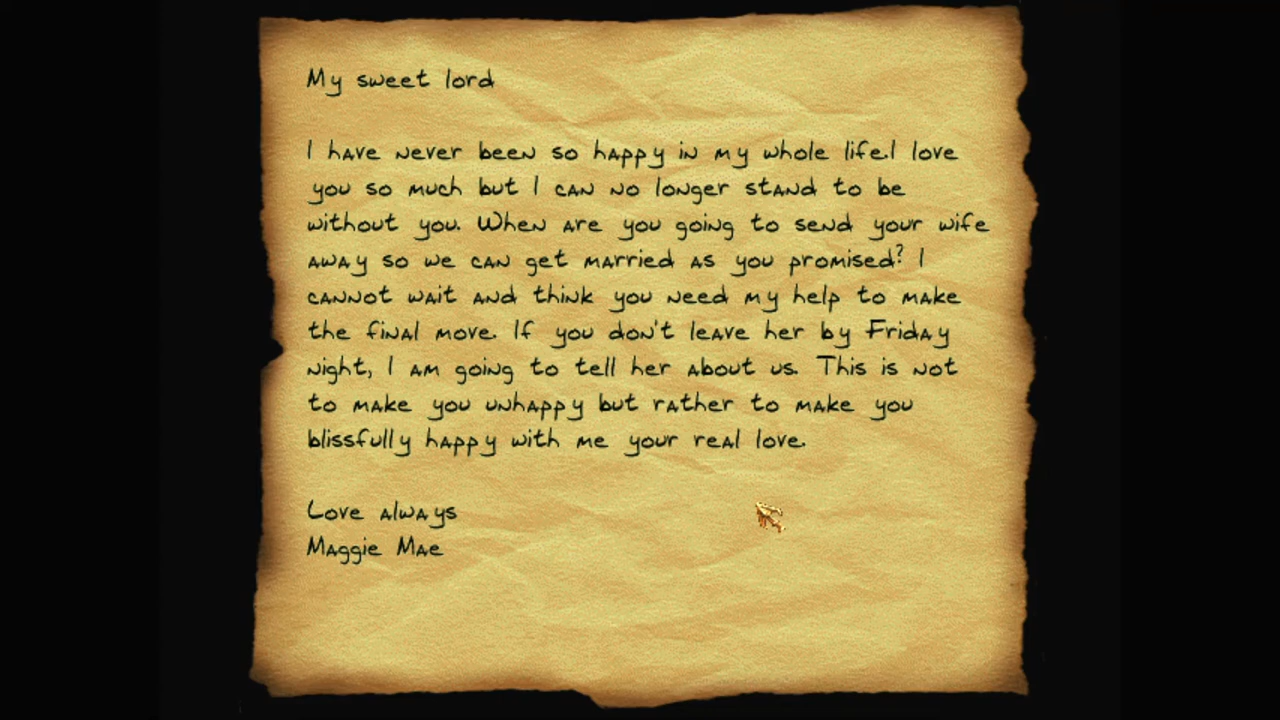 My sweet lord
I have never been so happy in my whole life.I love
you so much but I can no longer stand to be
without you. When are you going to send your wife
away so we can get married as you promised? I
cannot wait and think you need my help to make
the final move. If you don't leave her by Friday
night, I am going to tell her about us. This is not
to make you unhappy but rather to make you
blissfully happy with me your real love.
Love always
Maggie Mae